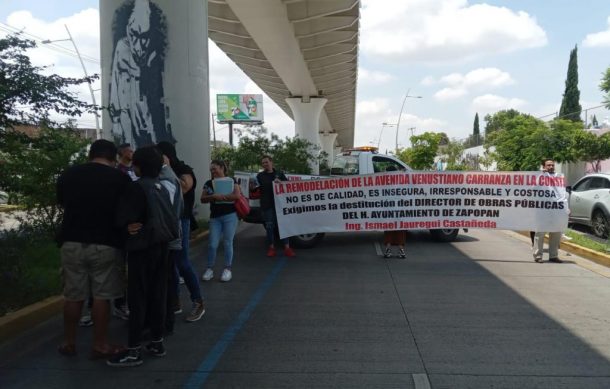 LA REMODELACIÓN DE LA AVENIDA VENUSTIANO CARRANZA EN LA CONS
NO ES DE CALIDAD, ES INSEGURA, IRRESPONSABLE Y COSTOSA
Exigimos la destitución del DIRECTOR DE OBRAS PÚBLICAS
DEL H. AYUNTAMIENTO DE ZAPOPAN
Ing. Ismael Jauregui Castañeda